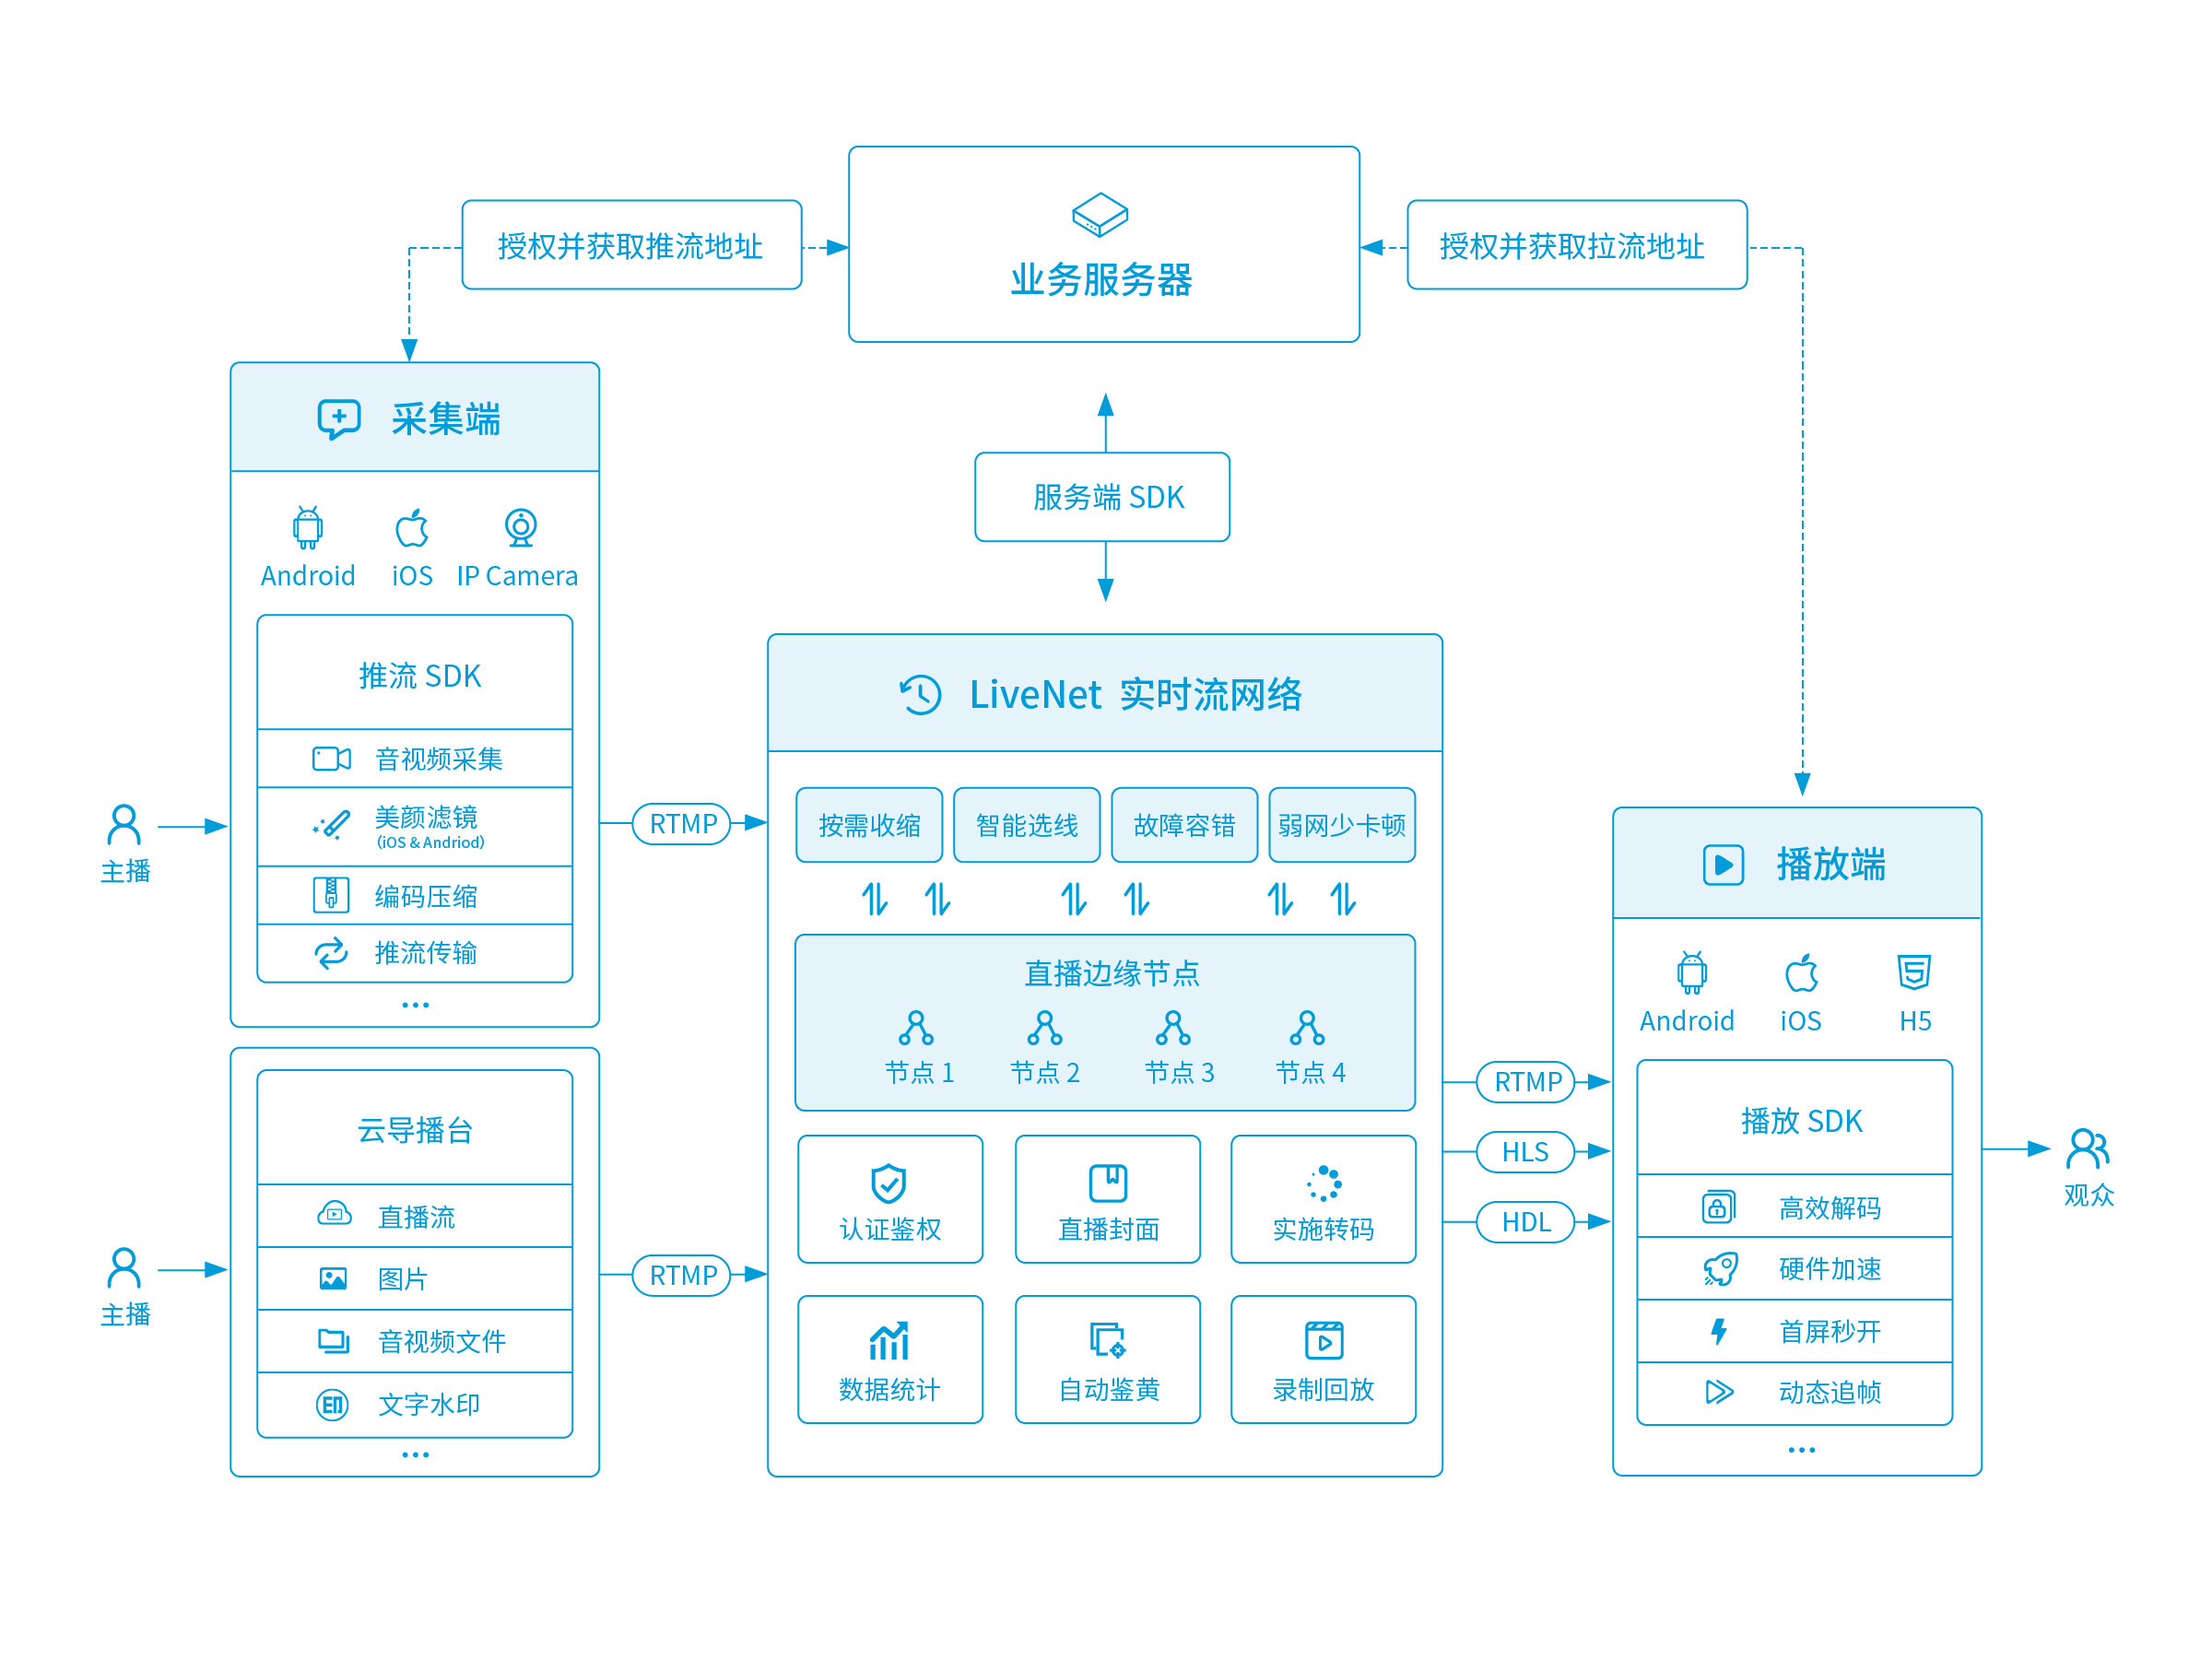 授权并获取推流地址
业务服务器
授权并获取拉流地址
服务端 SDK
采集端
Android
iOS
IP Camera
推流 SDK
音视频采集
美颜滤镜
(iOS & Andriod)
编码压缩
推流传输
...
主播
RTMP
云导播台
直播流
图片
音视频文件
文字水印
...
主播
RTMP
LiveNet 实时流网络
按需收缩
智能选线
故障容错
弱网少卡顿
直播边缘节点
节点 1
节点 2
节点 3
节点 4
认证鉴权
直播封面
实施转码
数据统计
自动鉴黄
录制回放
RTMP
HLS
HDL
播放端
Android
iOS
H5
播放 SDK
高效解码
硬件加速
首屏秒开
动态追帧
...
观众